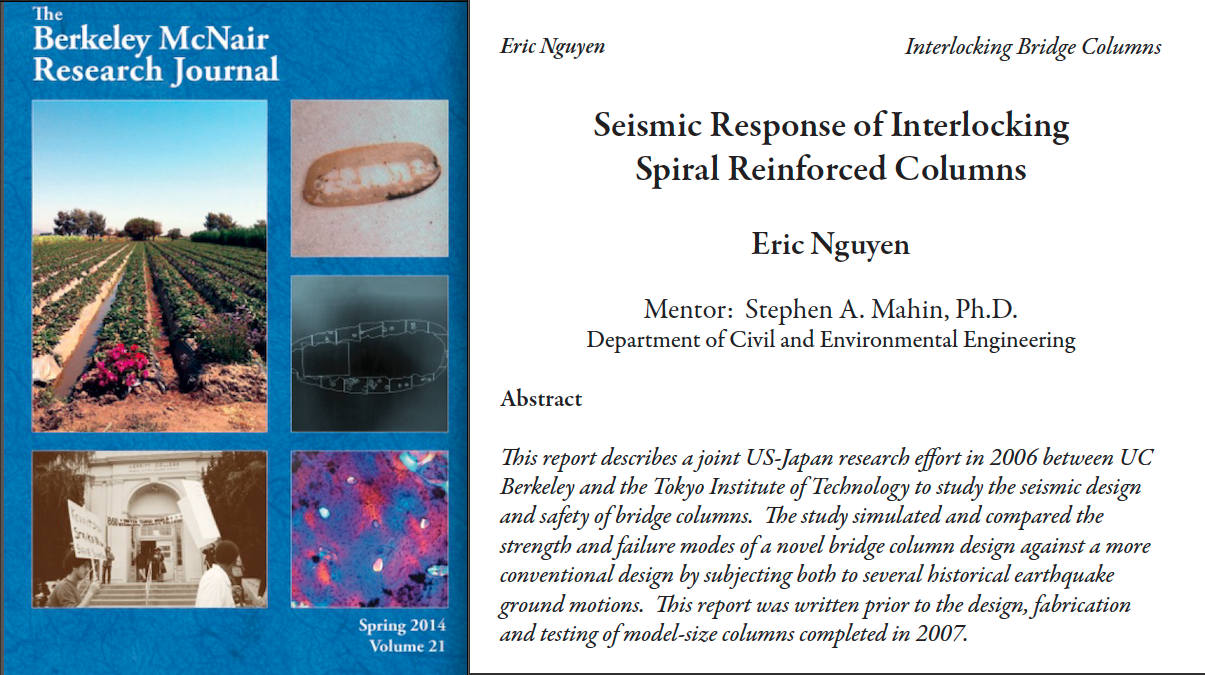 The
Berkeley McNair
Research Journal
Spring 2014
Volume 21
Eric Nguyen Interlocking Bridge Columns
Seismic Response of Interlocking
Spiral Reinforced Columns
Eric Nguyen
Mentor: Stephen A. Mahin, Ph.D.
Department of Civil and Environmental Engineering
Abstract
This report describes a joint US-Japan research effort in 2006 between UC
Berkeley and the Tokyo Institute of Technology to study the seismic design
and safety of bridge columns. The study simulated and compared the
strength and failure modes of a novel bridge column design against a more
conventional design by subjecting both to several historical earthquake
ground motions. This report was written prior to the design, fabrication
and testing of model-size columns completed in 2007.